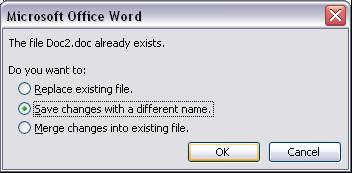 Microsoft Office Word
The file Doc2.doc already exists.
Do you want to:
Replace existing file.
Save changes with a different name.
Merge changes into existing file.
OK Cancel